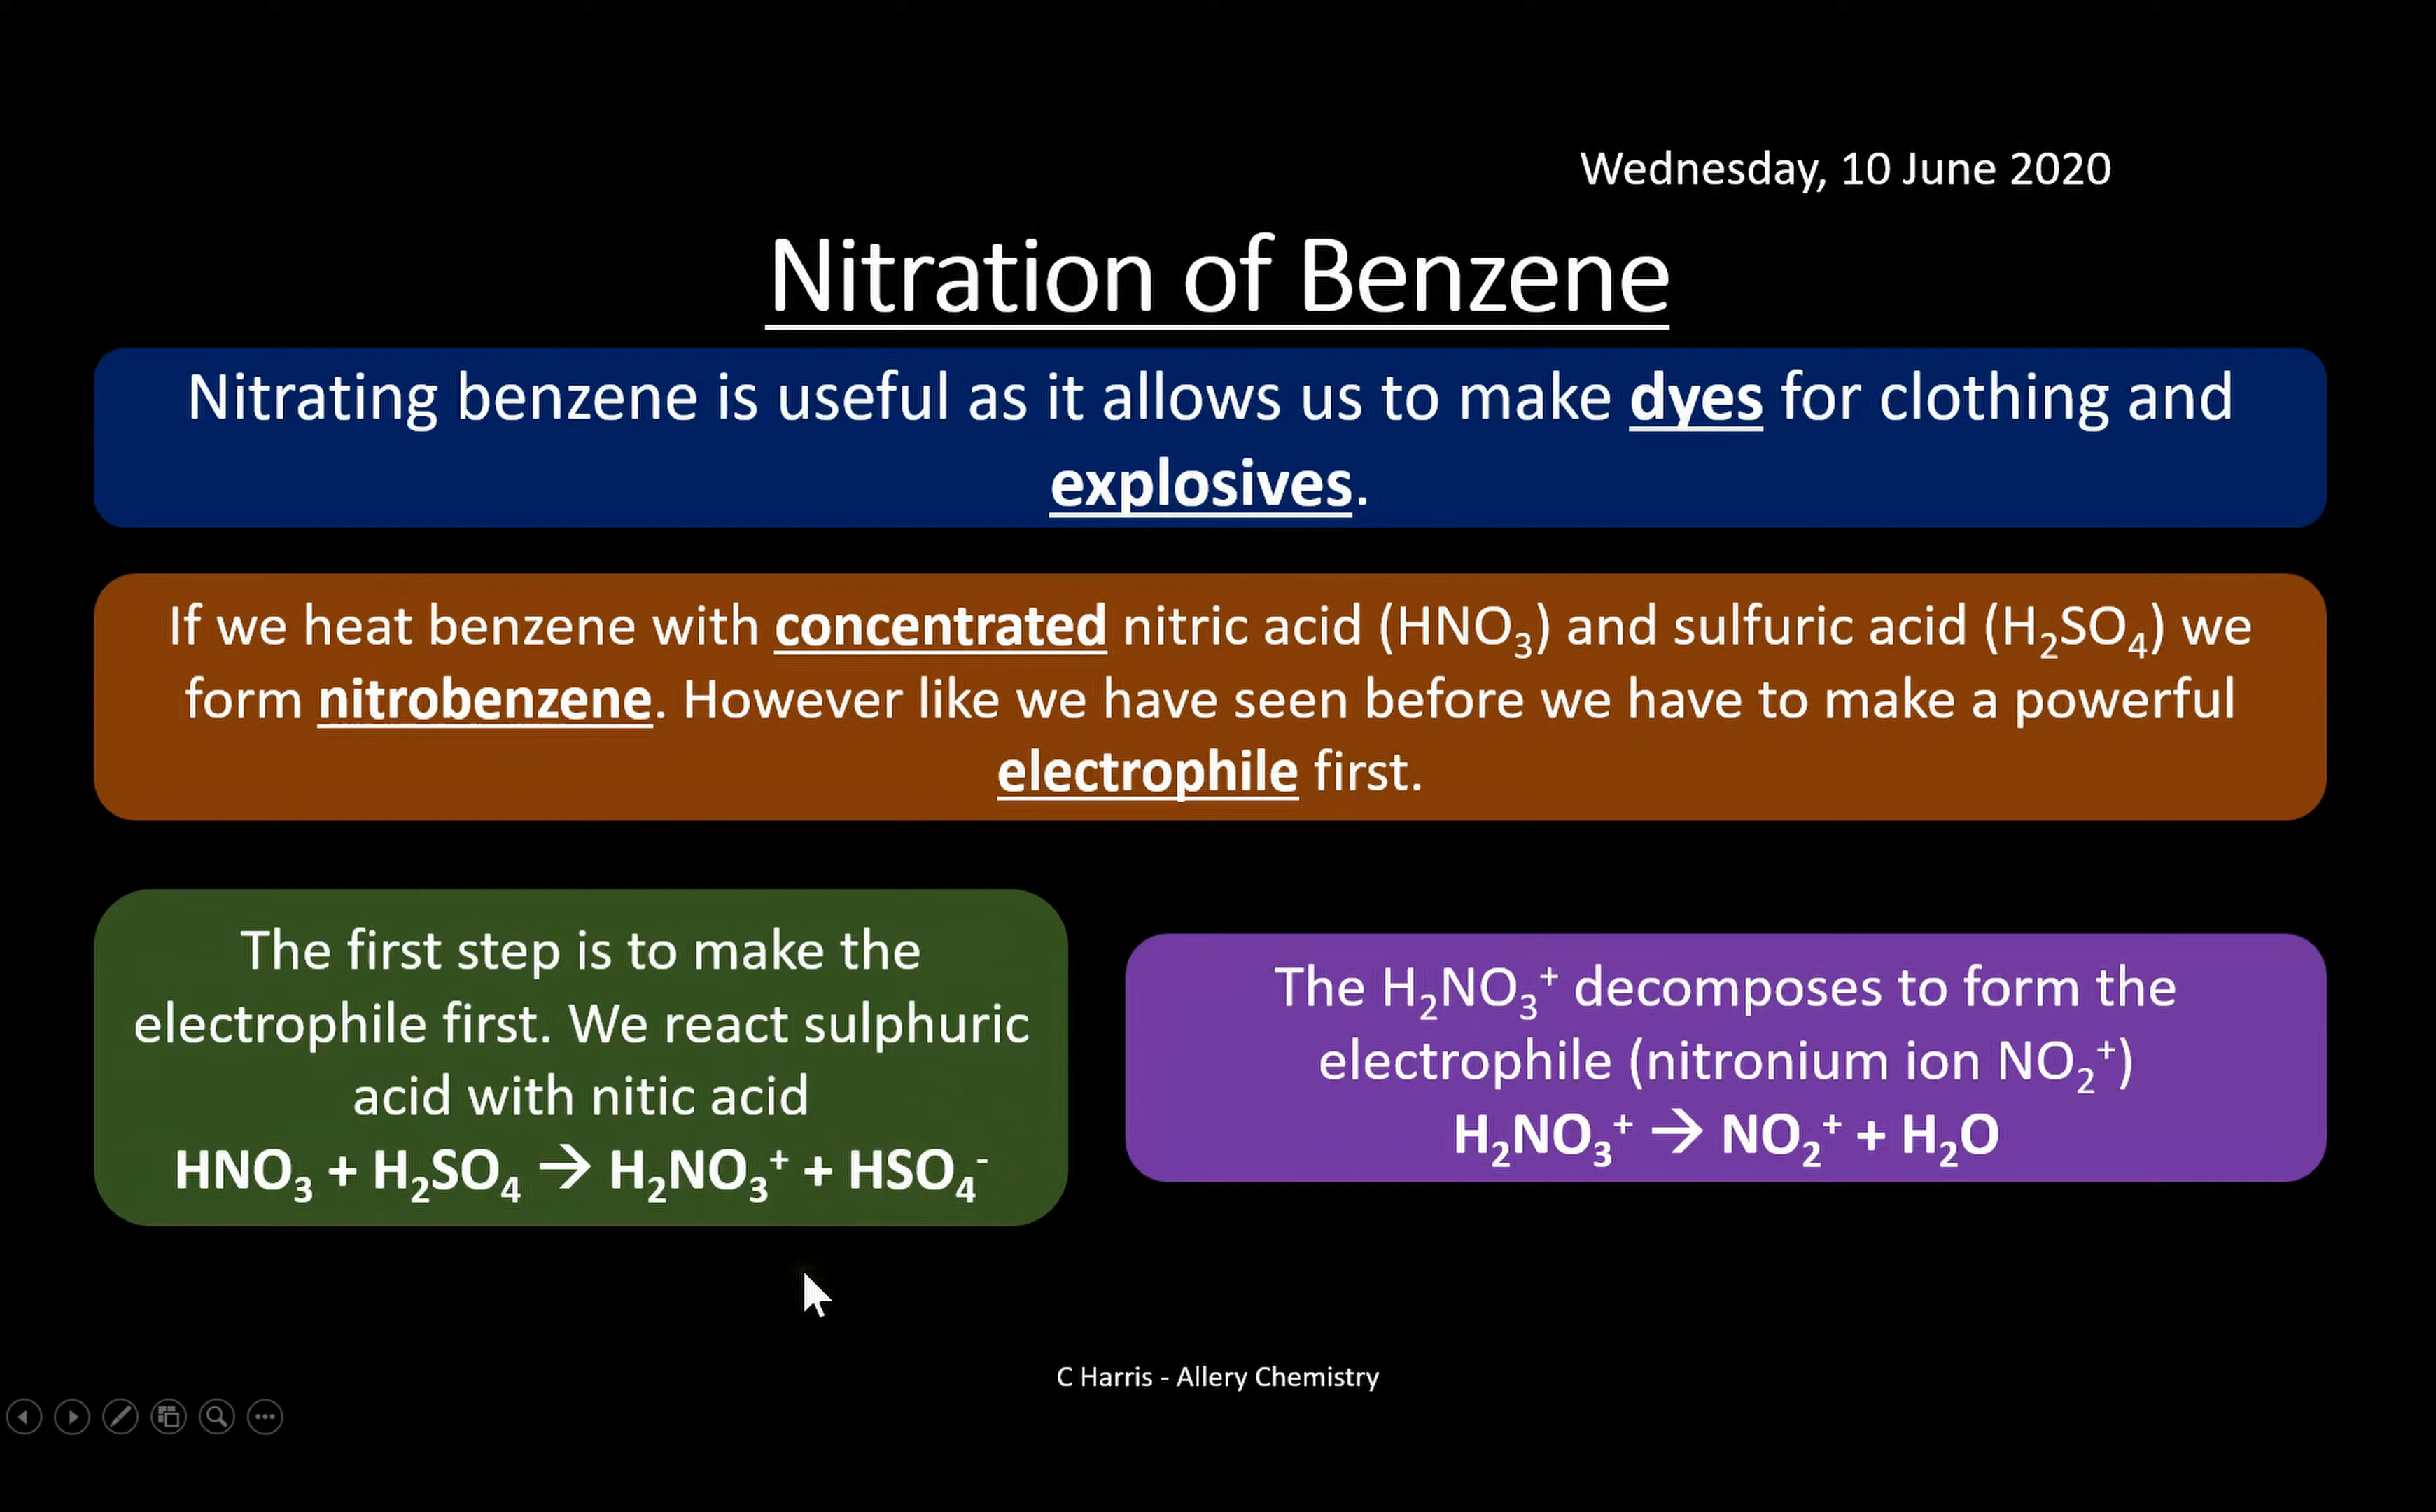 Wednesday, 10 June 2020
Nitration of Benzene
Nitrating benzene is useful as it allows us to make dyes for clothing and
explosives.
If we heat benzene with concentrated nitric acid (HNO₃) and sulfuric acid (H₂SO₄) we
form nitrobenzene. However like we have seen before we have to make a powerful
electrophile first.
The first step is to make the
electrophile first. We react sulphuric
acid with nitic acid
HNO₃ + H₂SO₄ → H₂NO₃⁺ + HSO₄⁻
The H₂NO₃⁺ decomposes to form the
electrophile (nitronium ion NO₂⁺)
H₂NO₃⁺ → NO₂⁺ + H₂O
C Harris - Allery Chemistry